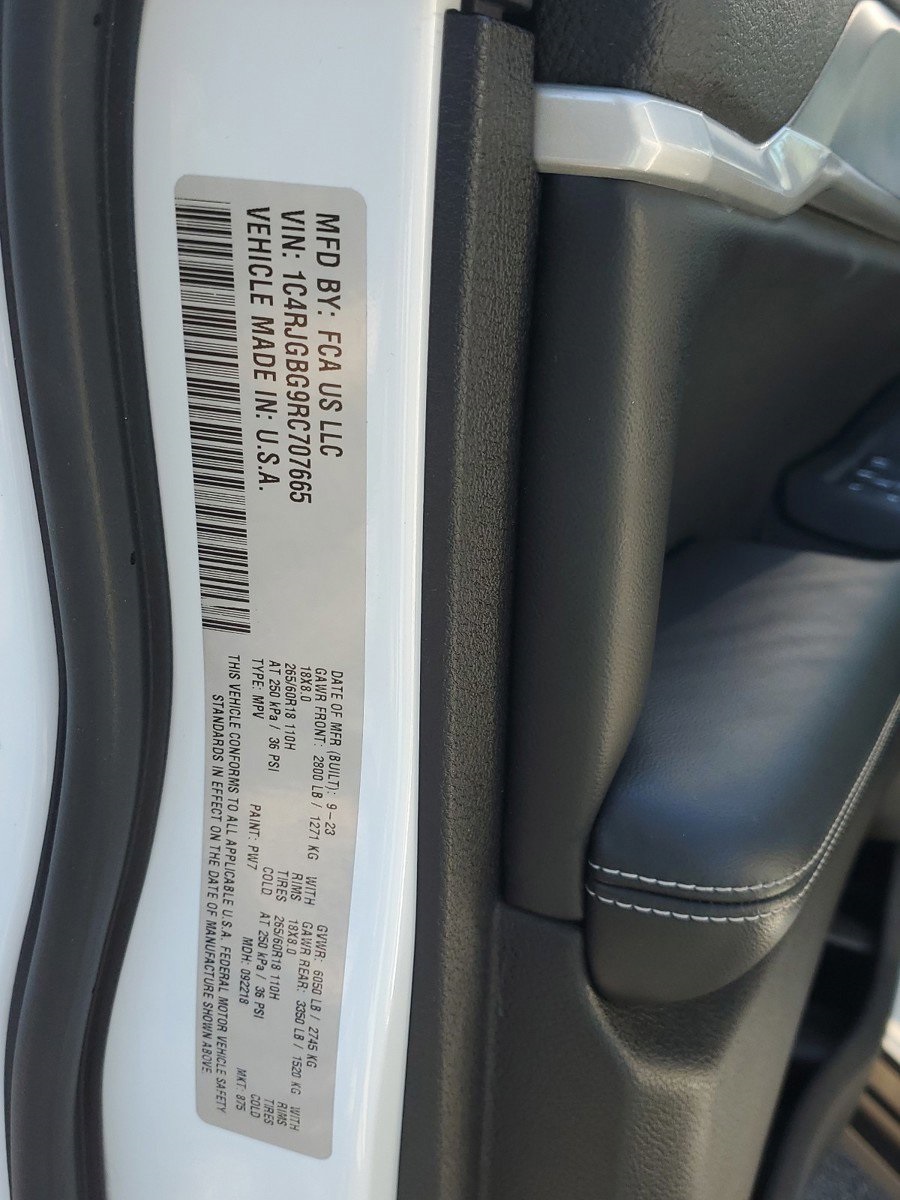 MFD BY: FCA US LLC
VIN: 1C4RJGBG9RC707665
VEHICLE MADE IN: U.S.A.
DATE OF MFR (BUILT): 9-23 GVWR: 6050 LB / 2745 KG
GAWR FRONT: 2800 LB / 1271 KG WITH GAWR REAR: 3350 LB / 1520 KG WITH
18X8.0 RIMS 18X8.0 RIMS
265/60R18 110H TIRES 265/60R18 110H TIRES
AT 250 kPa / 36 PSI COLD AT 250 kPa / 36 PSI COLD
TYPE: MPV PAINT: PW7 MDH: 092218 MKT: 875
THIS VEHICLE CONFORMS TO ALL APPLICABLE U.S.A. FEDERAL MOTOR VEHICLE SAFETY
STANDARDS IN EFFECT ON THE DATE OF MANUFACTURE SHOWN ABOVE.